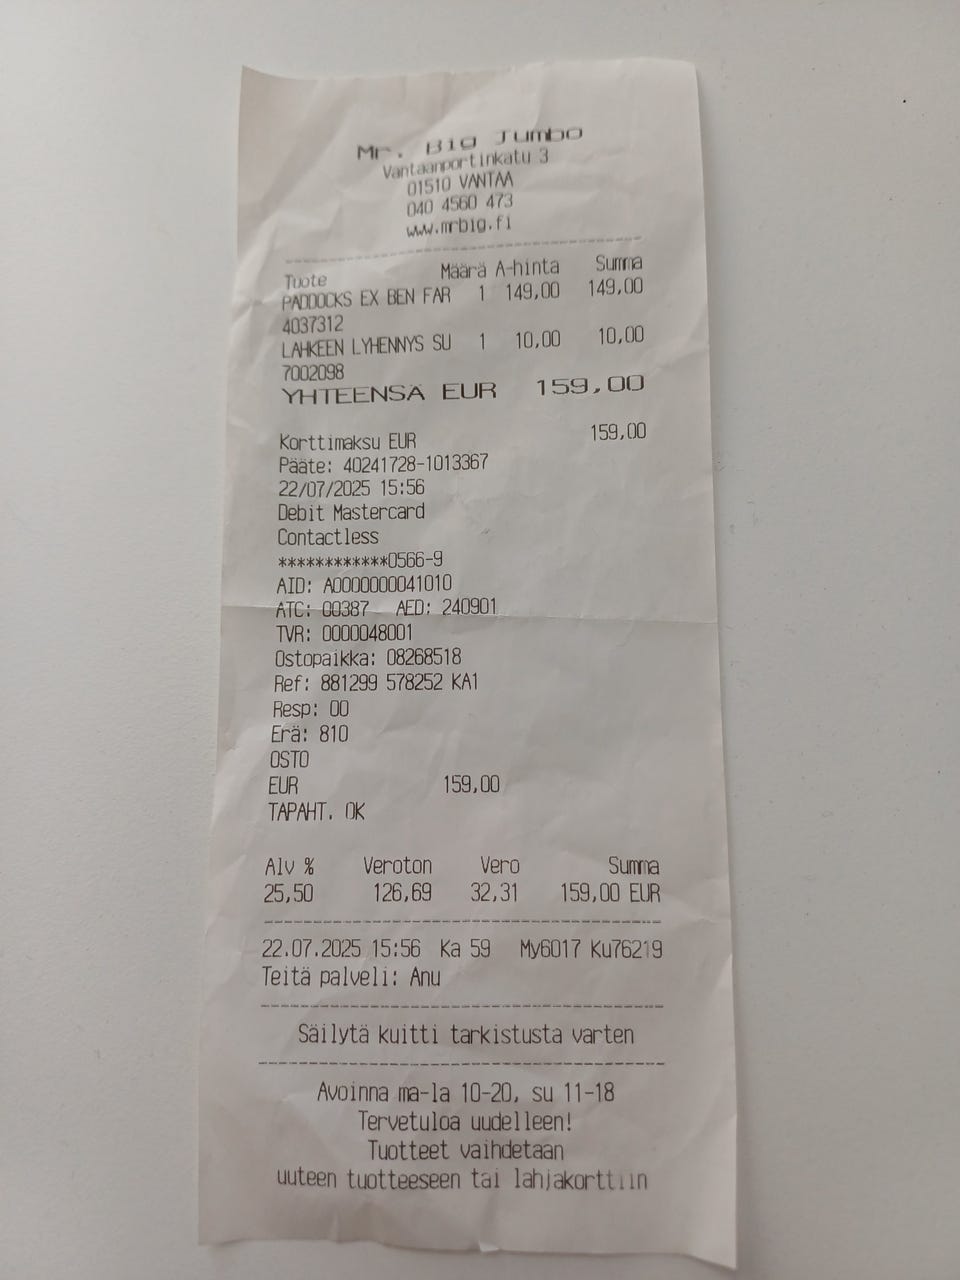 Mr. Big Jumbo
Vantaanportinkatu 3
01510 VANTAA
040 4560 473
www.mrbig.fi
Tuote Määrä A-hinta Summa
PADDOCKS EX BEN FAR 1 149,00 149,00
4037312
LAHKEEN LYHENNYS SU 1 10,00 10,00
7002098
YHTEENSÄ EUR 159,00
Korttimaksu EUR 159,00
Pääte: 40241728-1013367
22/07/2025 15:56
Debit Mastercard
Contactless
************0566-9
AID: A0000000041010
ATC: 00387 AED: 240901
TVR: 0000048001
Ostopaikka: 08268518
Ref: 881299 578252 KA1
Resp: 00
Erä: 810
OSTO
EUR 159,00
TAPAHT. OK
Alv % Veroton Vero Summa
25,50 126,69 32,31 159,00 EUR
22.07.2025 15:56 Ka 59 My6017 Ku76219
Teitä palveli: Anu
Säilytä kuitti tarkistusta varten
Avoinna ma-la 10-20, su 11-18
Tervetuloa uudelleen!
Tuotteet vaihdetaan
uuteen tuotteeseen tai lahjakorttiin